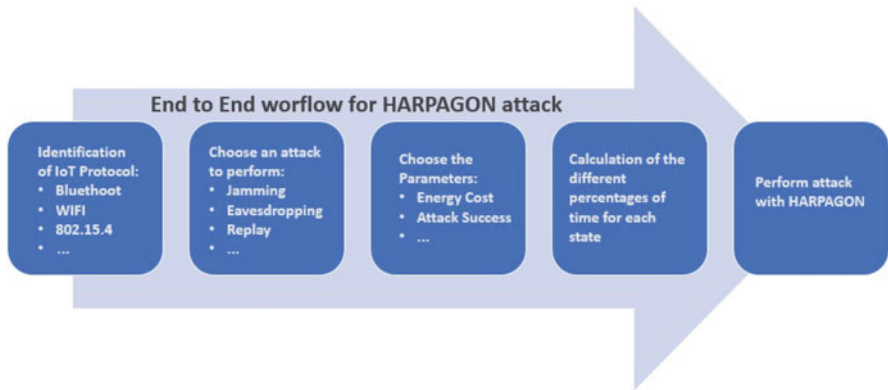 End to End worflow for HARPAGON attack
Identification
of IoT Protocol:
• Bluethoot
• WIFI
• 802.15.4
• ...
Choose an attack
to perform:
• Jamming
• Eavesdropping
• Replay
• ...
Choose the
Parameters:
• Energy Cost
• Attack Success
• ...
Calculation of the
different
percentages of
time for each
state
Perform attack
with HARPAGON